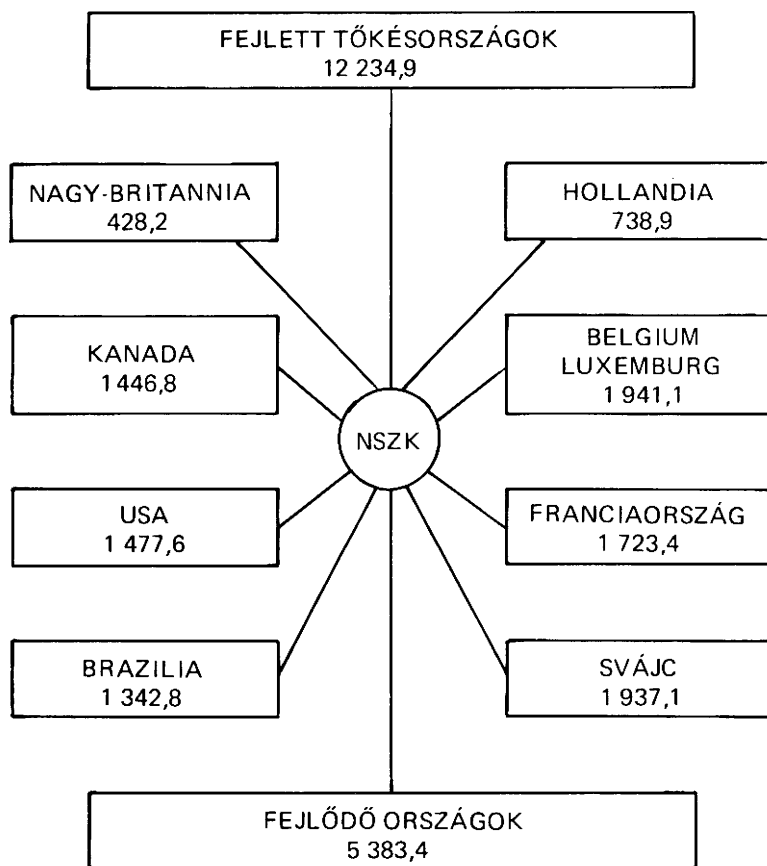 FEJLETT TŐKÉSORSZÁGOK
12 234,9
NAGY-BRITANNIA
428,2
HOLLANDIA
738,9
KANADA
1 446,8
BELGIUM
LUXEMBURG
1 941,1
NSZK
USA
1 477,6
FRANCIAORSZÁG
1 723,4
BRAZILIA
1 342,8
SVÁJC
1 937,1
FEJLŐDŐ ORSZÁGOK
5 383,4